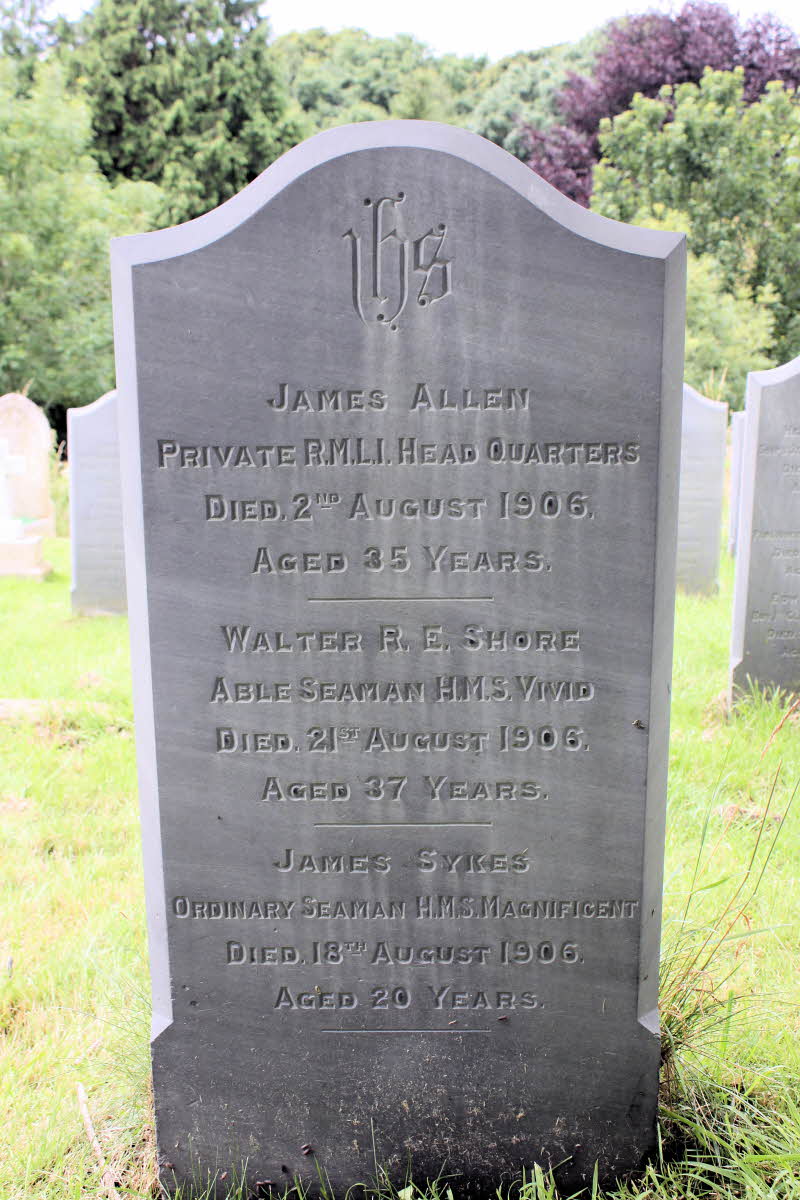 ihs
JAMES ALLEN
PRIVATE R.M.L.I. HEAD QUARTERS
DIED. 2ND AUGUST 1906.
AGED 35 YEARS.
WALTER R. E. SHORE
ABLE SEAMAN H.M.S. VIVID
DIED. 21ST AUGUST 1906.
AGED 37 YEARS.
JAMES SYKES
ORDINARY SEAMAN H.M.S. MAGNIFICENT
DIED. 18TH AUGUST 1906.
AGED 20 YEARS.